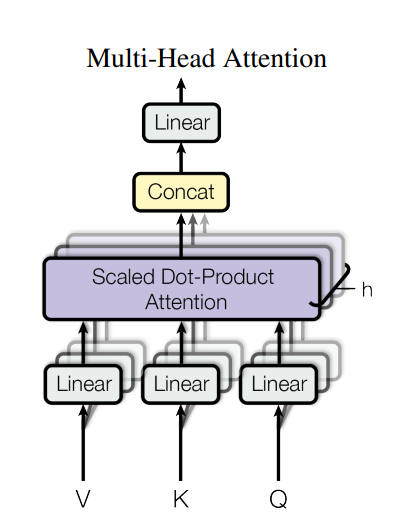 Multi-Head Attention
Linear
Concat
Scaled Dot-Product
Attention
h
Linear Linear Linear
V K Q